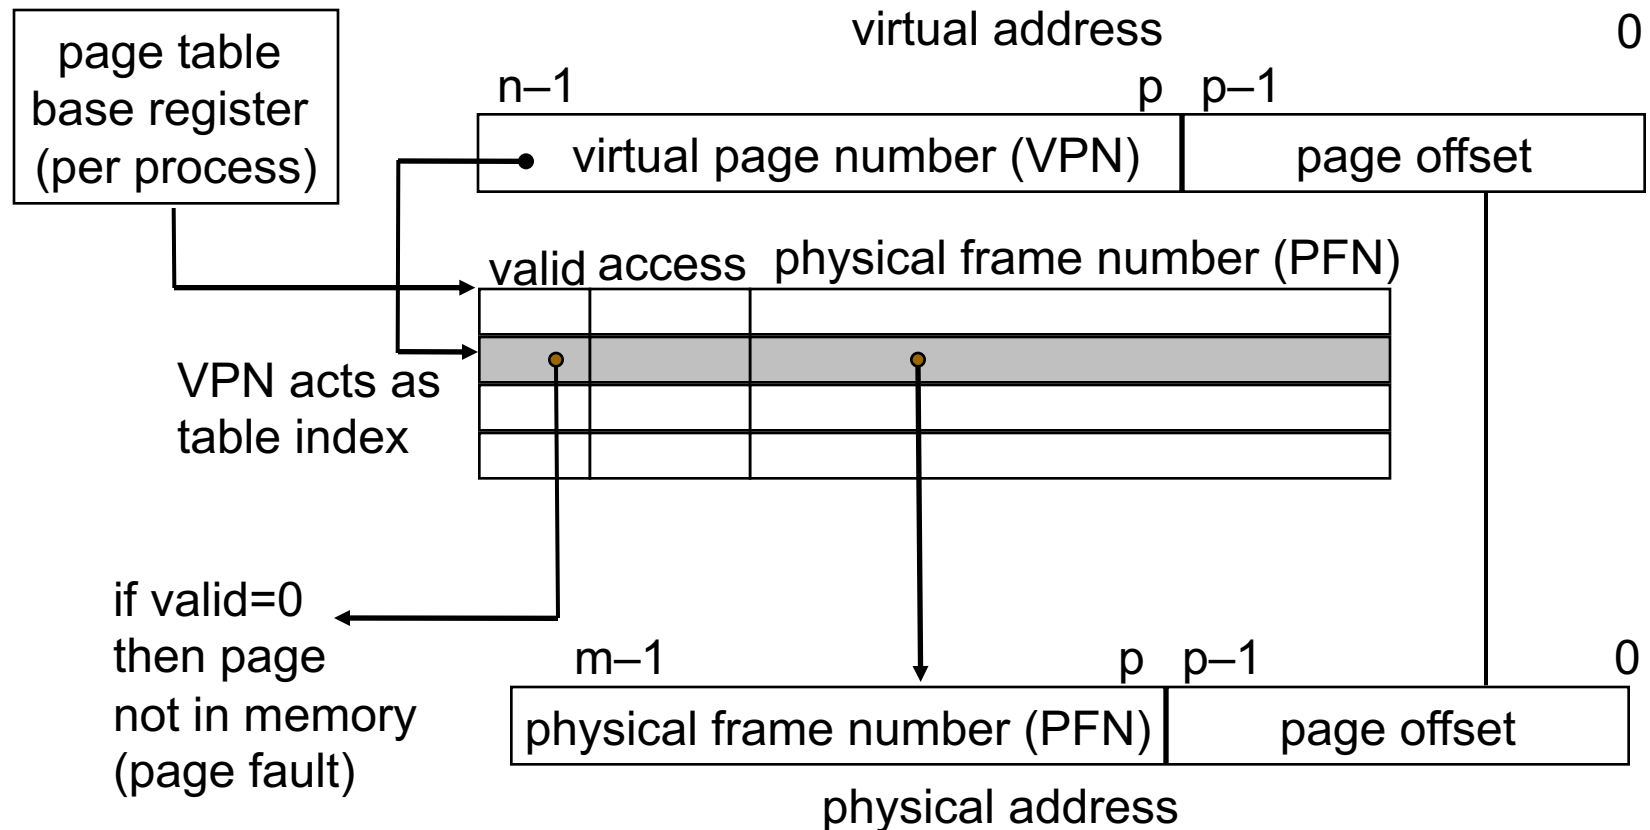 page table
base register
(per process)
virtual address
0
n–1
p
p–1
virtual page number (VPN)
page offset
valid
access
physical frame number (PFN)
VPN acts as
table index
if valid=0
then page
not in memory
(page fault)
m–1
p
p–1
0
physical frame number (PFN)
page offset
physical address